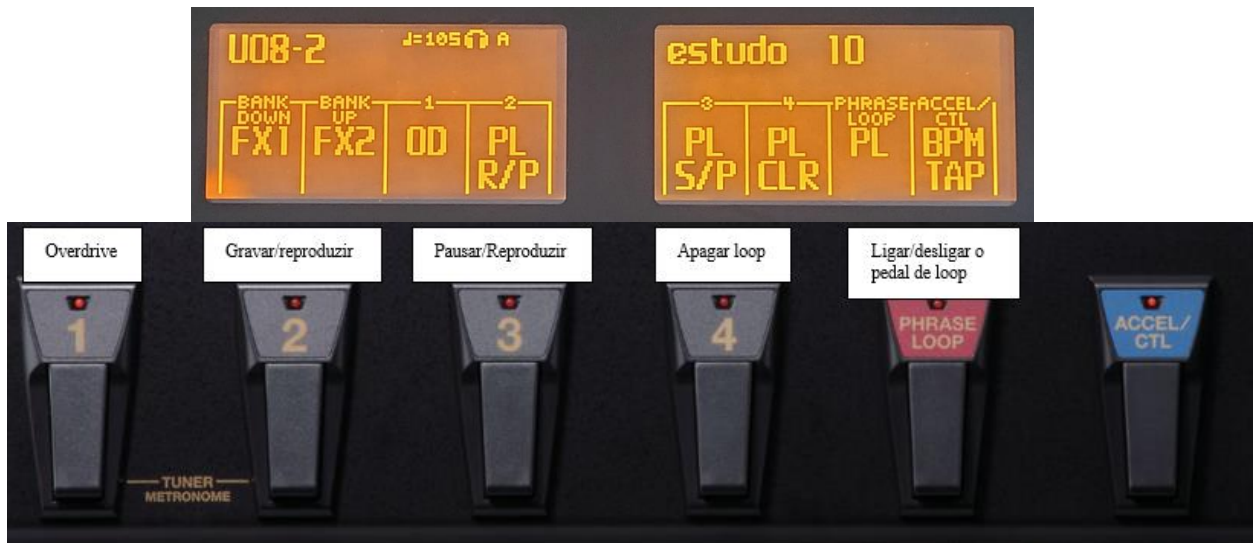 U08-2 ♩=105 A
BANK DOWN BANK UP 1 2
FX1 FX2 OD PL R/P
estudo 10
3 4 PHRASE LOOP ACCEL/ CTL
PL S/P PL CLR PL BPM TAP
Overdrive
Gravar/reproduzir
Pausar/Reproduzir
Apagar loop
Ligar/desligar o
pedal de loop
1
2
3
4
PHRASE
LOOP
ACCEL/
CTL
TUNER
METRONOME